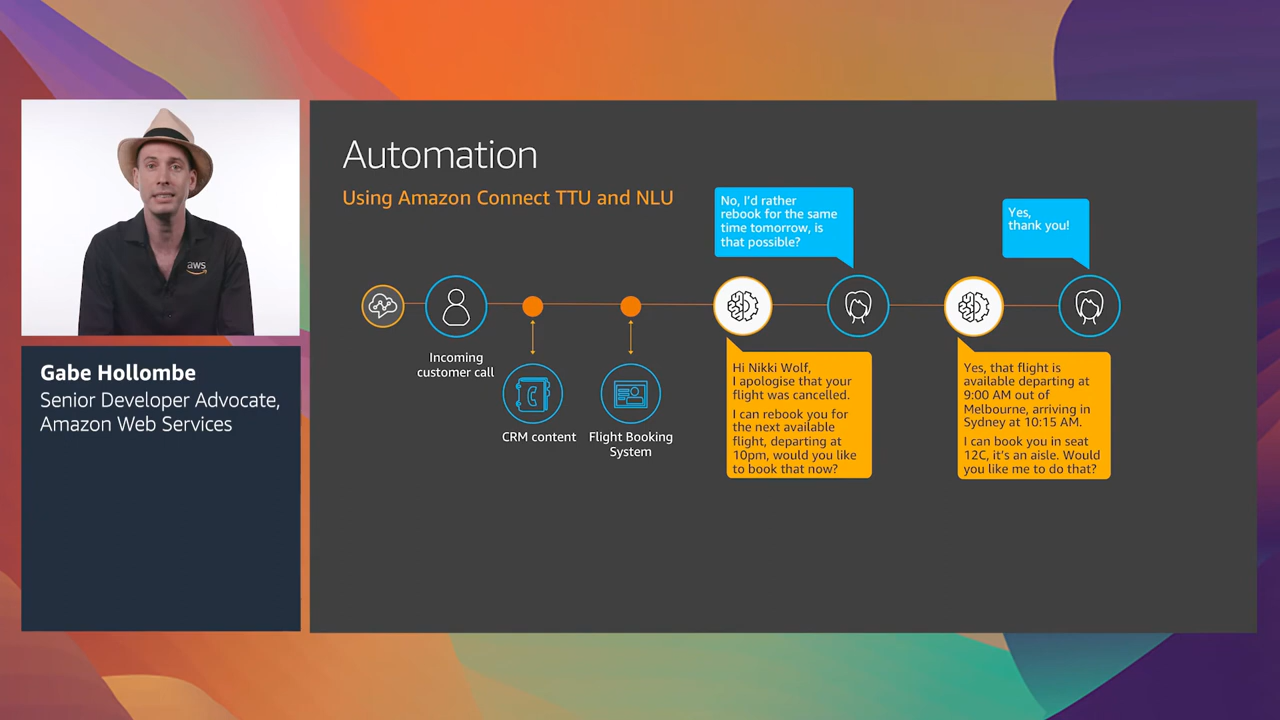 aws
Gabe Hollombe
Senior Developer Advocate,
Amazon Web Services
Automation
Using Amazon Connect TTU and NLU
No, I'd rather
rebook for the same
time tomorrow, is
that possible?
Yes,
thank you!
Incoming
customer call
CRM content
Flight Booking
System
Hi Nikki Wolf,
I apologise that your
flight was cancelled.
I can rebook you for
the next available
flight, departing at
10pm, would you like
to book that now?
Yes, that flight is
available departing at
9:00 AM out of
Melbourne, arriving in
Sydney at 10:15 AM.
I can book you in seat
12C, it's an aisle. Would
you like me to do that?